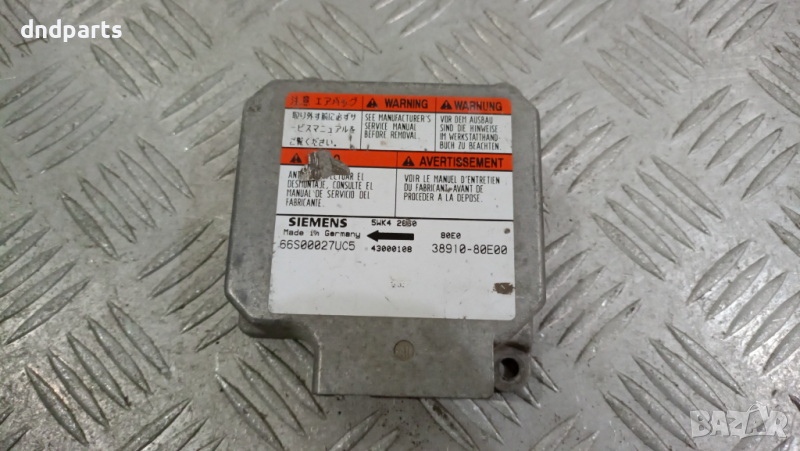 dndparts
注意 エアバッグ
取り外す前に必ずサ
ービスマニュアルを
ご覧ください。
WARNING
SEE MANUFACTURER'S
SERVICE MANUAL
BEFORE REMOVAL.
WARNUNG
VOR DEM AUSBAU
SIND DIE HINWEISE
IM WERKSTATTHAND-
BUCH ZU BEACHTEN.
DESMONTAJE, CONSULTE EL
MANUAL DE SERVICIO DEL
FABRICANTE.
AVERTISSEMENT
VOIR LE MANUEL D'ENTRETIEN
DU FABRICANT AVANT DE
PROCEDER A LA DEPOSE.
SIEMENS
Made in Germany
5WK4
80E0
66S00027UC5
43000108
38910-80E00
BAZAR